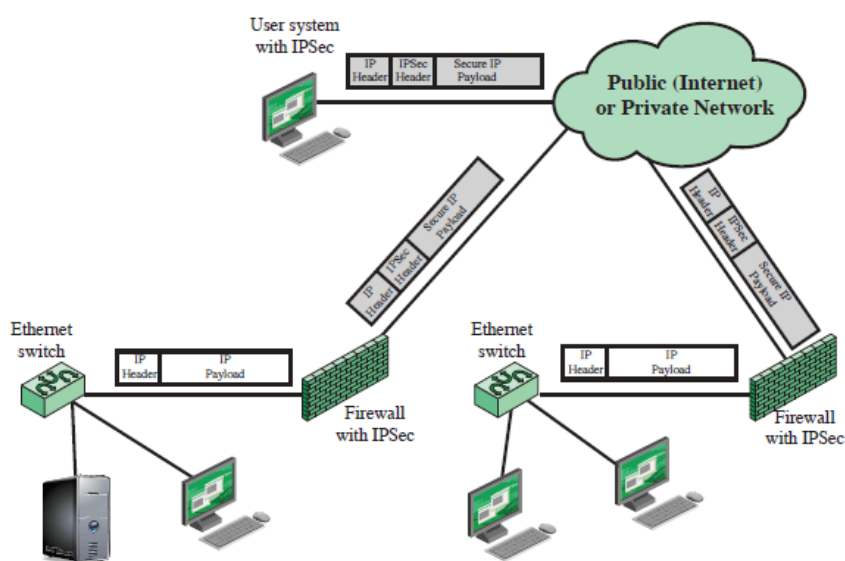 User system
with IPSec
IP
Header
IPSec
Header
Secure IP
Payload
Public (Internet)
or Private Network
IP
Header
IPSec
Header
Secure IP
Payload
IP
Header
IPSec
Header
Secure IP
Payload
Ethernet
switch
IP
Header
IP
Payload
Firewall
with IPSec
Ethernet
switch
IP
Header
IP
Payload
Firewall
with IPSec